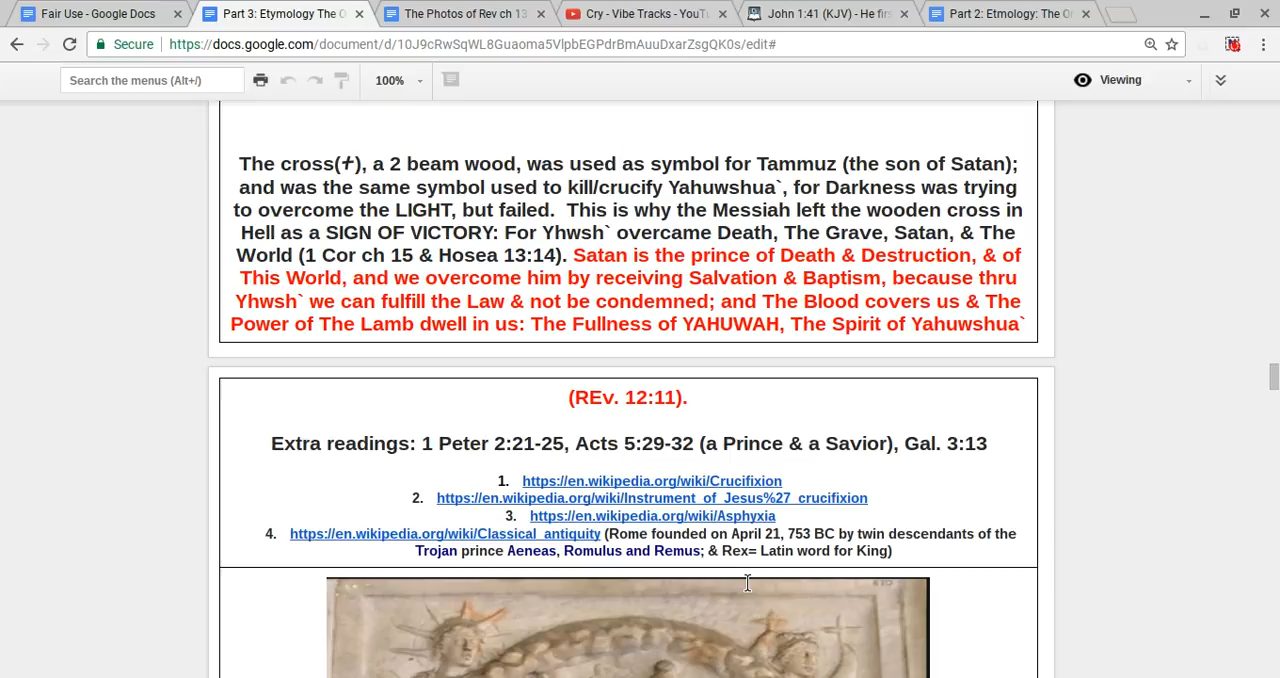 Fair Use - Google Docs
Part 3: Etymology The O
The Photos of Rev ch 13
Cry - Vibe Tracks - YouTu
John 1:41 (KJV) - He firs
Part 2: Etmology: The Or
Secure
https://docs.google.com/document/d/10J9cRwSqWL8Guaoma5VlpbEGPdrBmAuuDxarZsgQK0s/edit#
Search the menus (Alt+/)
100%
Viewing
The cross(✝), a 2 beam wood, was used as symbol for Tammuz (the son of Satan);
and was the same symbol used to kill/crucify Yahuwshua`, for Darkness was trying
to overcome the LIGHT, but failed.  This is why the Messiah left the wooden cross in
Hell as a SIGN OF VICTORY: For Yhwsh` overcame Death, The Grave, Satan, & The
World (1 Cor ch 15 & Hosea 13:14). Satan is the prince of Death & Destruction, & of
This World, and we overcome him by receiving Salvation & Baptism, because thru
Yhwsh` we can fulfill the Law & not be condemned; and The Blood covers us & The
Power of The Lamb dwell in us: The Fullness of YAHUWAH, The Spirit of Yahuwshua`
(REv. 12:11).
Extra readings: 1 Peter 2:21-25, Acts 5:29-32 (a Prince & a Savior), Gal. 3:13
1. https://en.wikipedia.org/wiki/Crucifixion
2. https://en.wikipedia.org/wiki/Instrument_of_Jesus%27_crucifixion
3. https://en.wikipedia.org/wiki/Asphyxia
4. https://en.wikipedia.org/wiki/Classical_antiquity (Rome founded on April 21, 753 BC by twin descendants of the
Trojan prince Aeneas, Romulus and Remus; & Rex= Latin word for King)